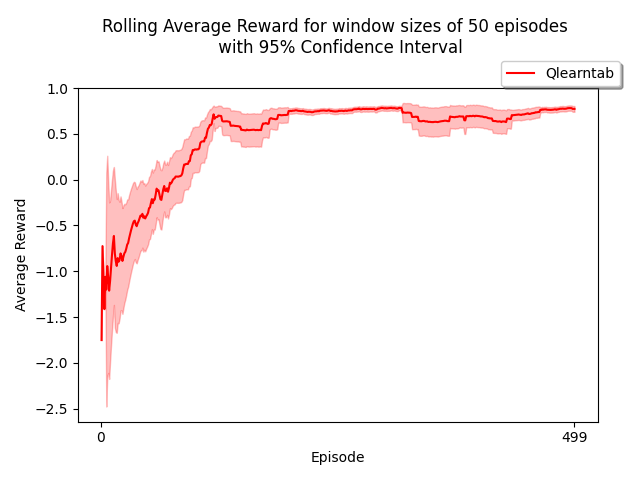 Rolling Average Reward for window sizes of 50 episodes
with 95% Confidence Interval
Qlearntab
1.0
0.5
0.0
−0.5
−1.0
−1.5
−2.0
−2.5
Average Reward
0
499
Episode